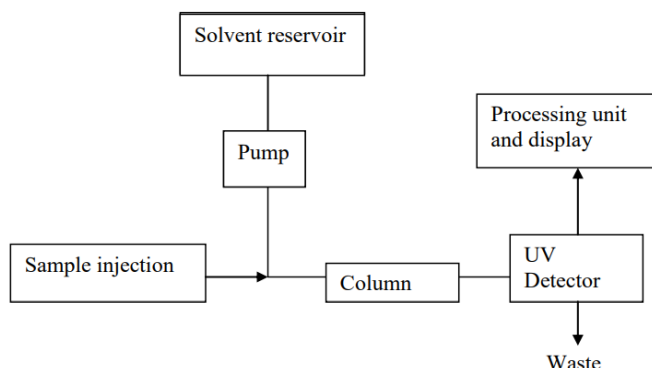 Solvent reservoir
Processing unit
and display
Pump
Sample injection
Column
UV
Detector
Waste